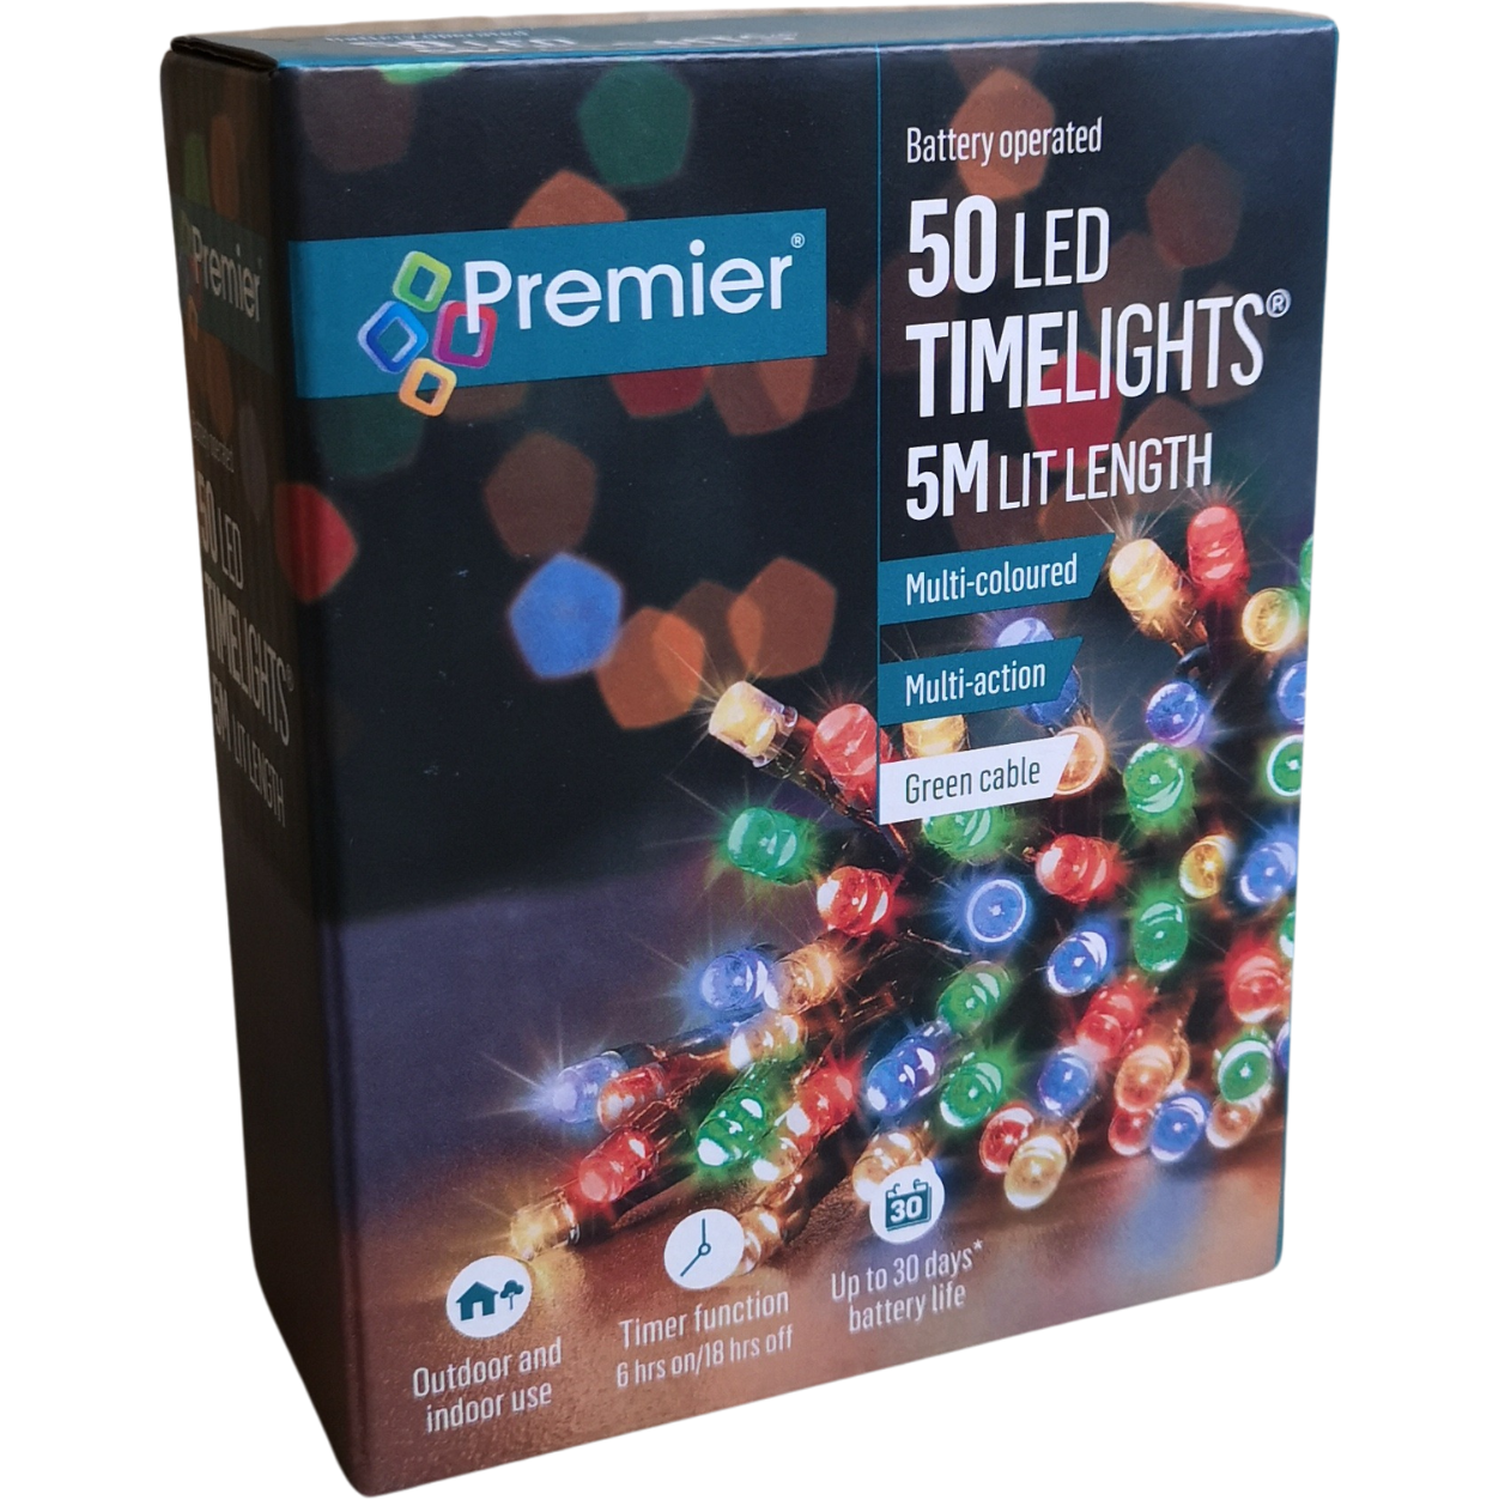 Premier®
Battery operated
50 LED
TIMELIGHTS®
5M LIT LENGTH
Multi-coloured
Multi-action
Green cable
30
Outdoor and
indoor use
Timer function
6 hrs on/18 hrs off
Up to 30 days*
battery life
Premier
Battery operated
50 LED
TIMELIGHTS®
5M LIT LENGTH